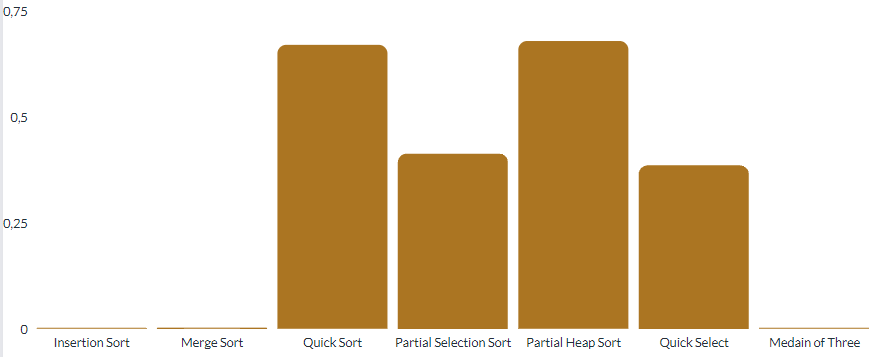 0,75
0,5
0,25
0
Insertion Sort
Merge Sort
Quick Sort
Partial Selection Sort
Partial Heap Sort
Quick Select
Medain of Three